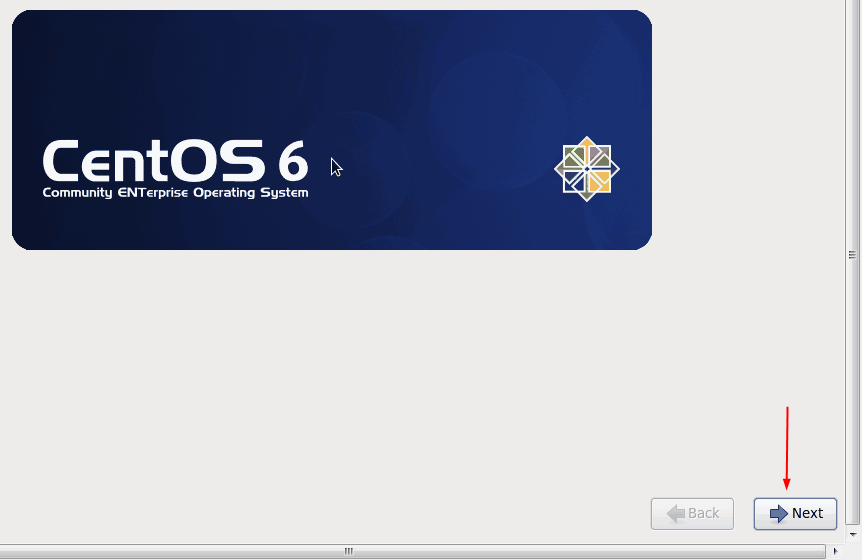 CentOS 6
Community ENTerprise Operating System
Back
Next